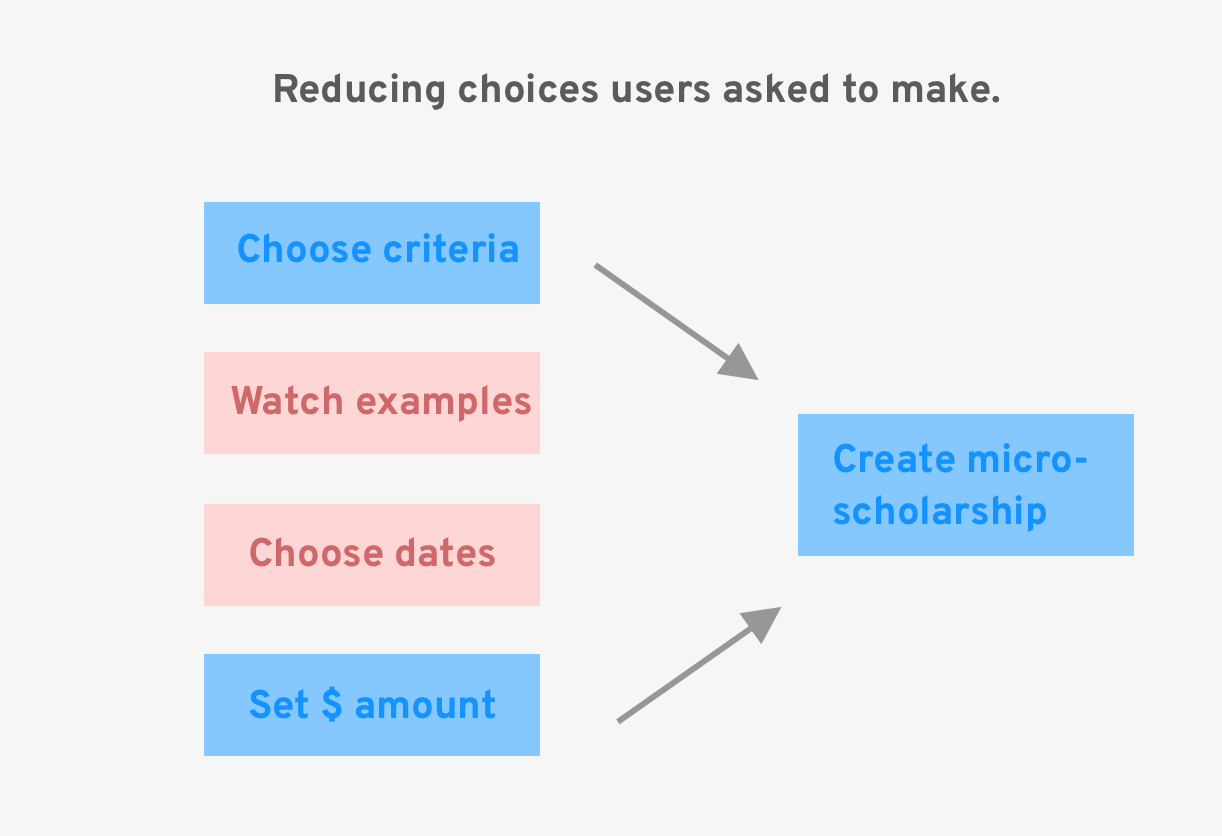 Reducing choices users asked to make.
Choose criteria
Watch examples
Choose dates
Set $ amount
Create micro-
scholarship